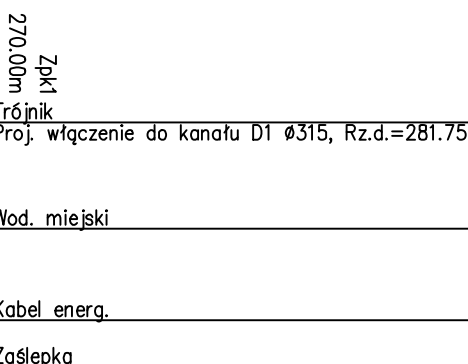 Zpk1
270.00m
Trójnik
Proj. włączenie do kanału D1 Ø315, Rz.d.=281.75
Wod. miejski
Kabel energ.
Zaślepka